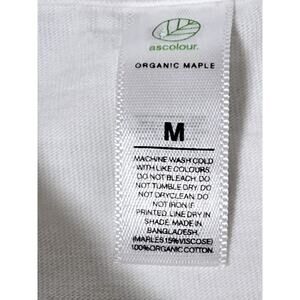 ascolour.
ORGANIC MAPLE
M
MACHINE WASH COLD
WITH LIKE COLOURS.
DO NOT BLEACH. DO
NOT TUMBLE DRY. DO
NOT DRYCLEAN. DO
NOT IRON IF
PRINTED. LINE DRY IN
SHADE. MADE IN
BANGLADESH.
(MARLES 15% VISCOSE)
100% ORGANIC COTTON.